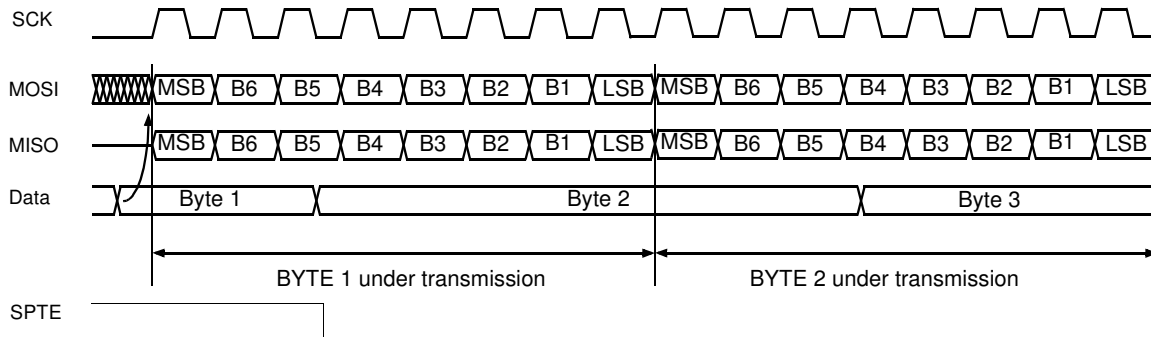 SCK
MOSI MSB B6 B5 B4 B3 B2 B1 LSB MSB B6 B5 B4 B3 B2 B1 LSB
MISO MSB B6 B5 B4 B3 B2 B1 LSB MSB B6 B5 B4 B3 B2 B1 LSB
Data Byte 1 Byte 2 Byte 3
BYTE 1 under transmission BYTE 2 under transmission
SPTE